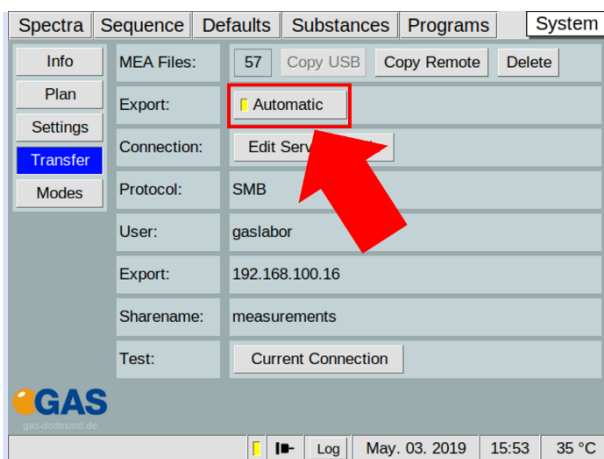 Spectra Sequence Defaults Substances Programs System
Info MEA Files: 57 Copy USB Copy Remote Delete
Plan Export: Automatic
Settings
Connection: Edit
Transfer
Modes Protocol: SMB
User: gaslabor
Export: 192.168.100.16
Sharename: measurements
Test: Current Connection
GAS
gas-dortmund.de
Log May. 03. 2019 15:53 35 °C